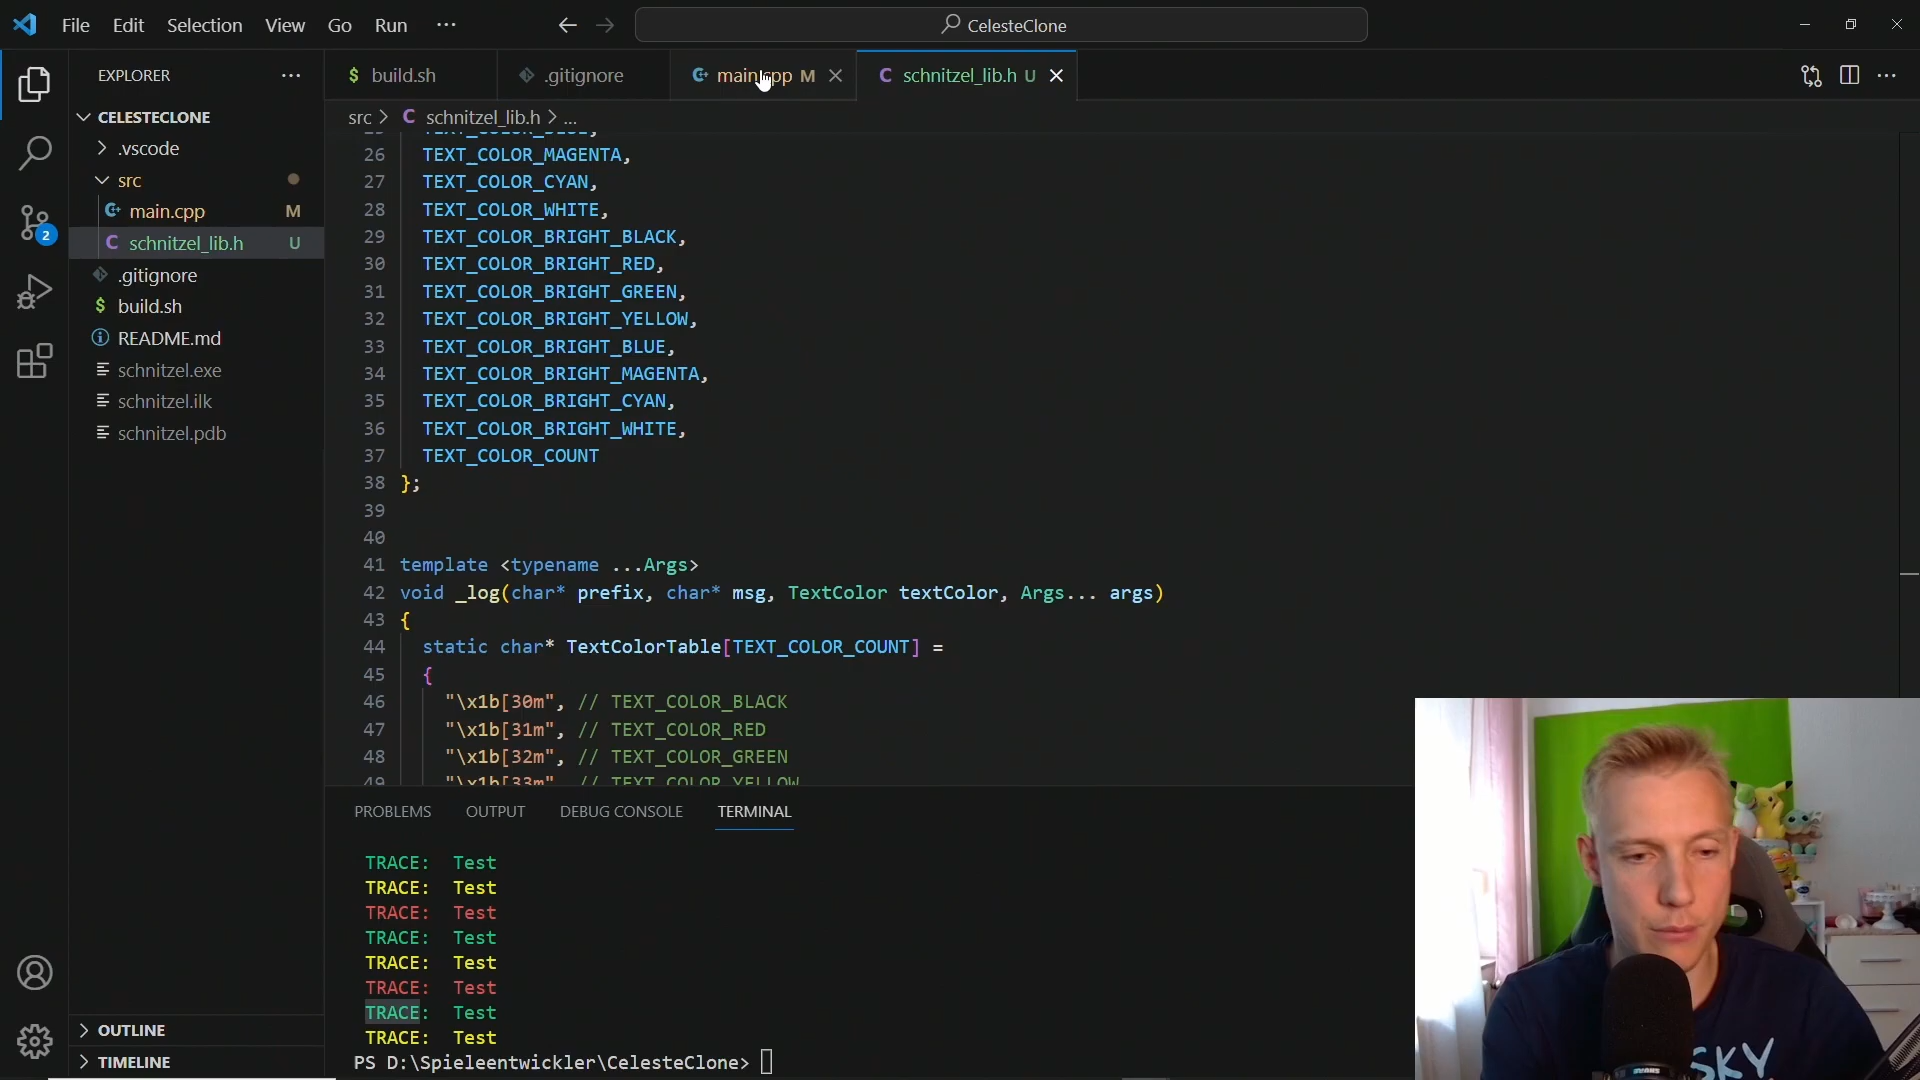 File Edit Selection View Go Run ···
CelesteClone
EXPLORER ···
build.sh
.gitignore
main.cpp M
schnitzel_lib.h U
src > schnitzel_lib.h > ...
CELESTECLONE
.vscode
src
main.cpp M
schnitzel_lib.h U
.gitignore
build.sh
README.md
schnitzel.exe
schnitzel.ilk
schnitzel.pdb
2
OUTLINE
TIMELINE
26 TEXT_COLOR_MAGENTA,
27 TEXT_COLOR_CYAN,
28 TEXT_COLOR_WHITE,
29 TEXT_COLOR_BRIGHT_BLACK,
30 TEXT_COLOR_BRIGHT_RED,
31 TEXT_COLOR_BRIGHT_GREEN,
32 TEXT_COLOR_BRIGHT_YELLOW,
33 TEXT_COLOR_BRIGHT_BLUE,
34 TEXT_COLOR_BRIGHT_MAGENTA,
35 TEXT_COLOR_BRIGHT_CYAN,
36 TEXT_COLOR_BRIGHT_WHITE,
37 TEXT_COLOR_COUNT
38 };
39
40
41 template <typename ...Args>
42 void _log(char* prefix, char* msg, TextColor textColor, Args... args)
43 {
44 static char* TextColorTable[TEXT_COLOR_COUNT] =
45 {
46 "\x1b[30m", // TEXT_COLOR_BLACK
47 "\x1b[31m", // TEXT_COLOR_RED
48 "\x1b[32m", // TEXT_COLOR_GREEN
49 "\x1b[33m", // TEXT_COLOR_YELLOW
PROBLEMS OUTPUT DEBUG CONSOLE TERMINAL
TRACE: Test
TRACE: Test
TRACE: Test
TRACE: Test
TRACE: Test
TRACE: Test
TRACE: Test
TRACE: Test
PS D:\Spieleentwickler\CelesteClone>
SKY